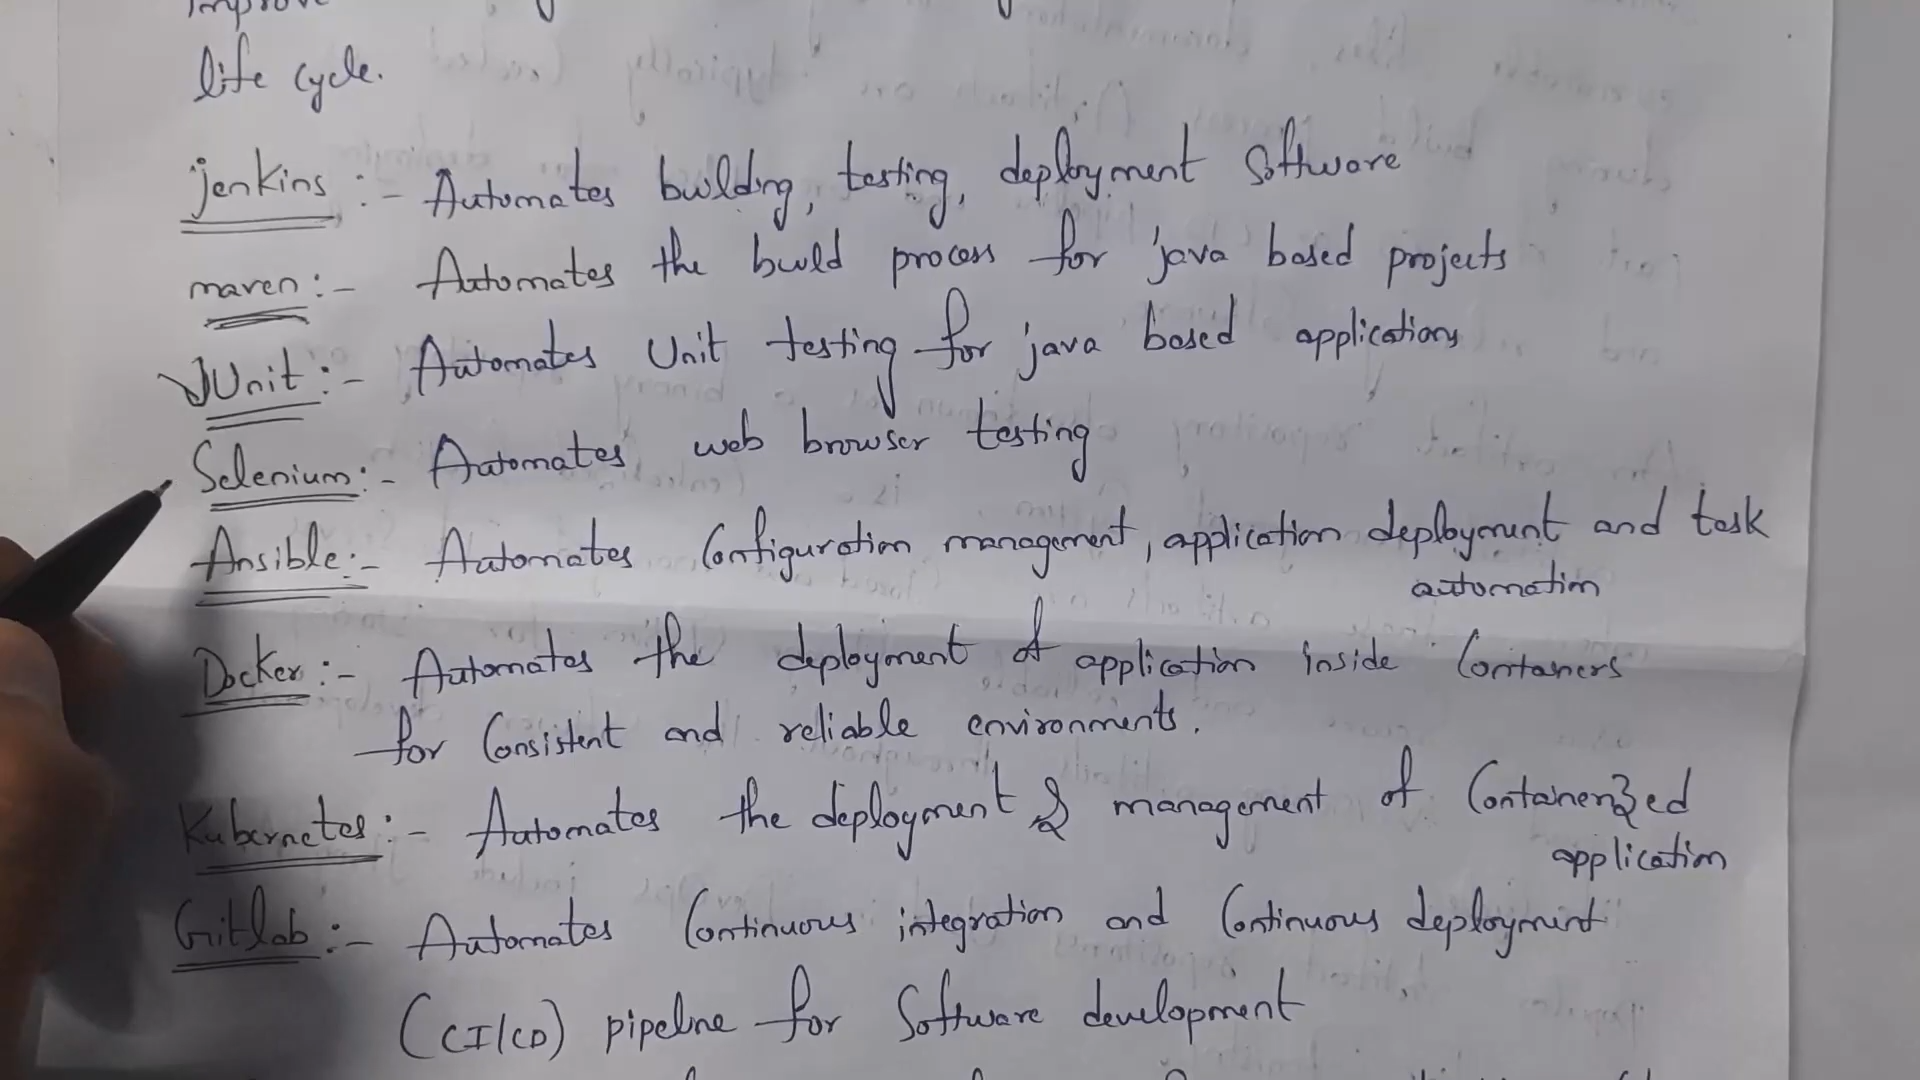 life cycle.
jenkins :- Automates building, testing, deployment Software
maven :- Automates the build process for java based projects
JUnit :- Automates Unit testing for java based applications
Selenium :- Automates web browser testing
Ansible :- Automates Configuration management, application deployment and task
automation
Docker :- Automates the deployment of application inside Containers
for Consistent and reliable environments.
Kubernetes :- Automates the deployment & management of Containerized
application
Gitlab :- Automates Continuous integration and Continuous deployment
(CI/CD) pipeline for Software development